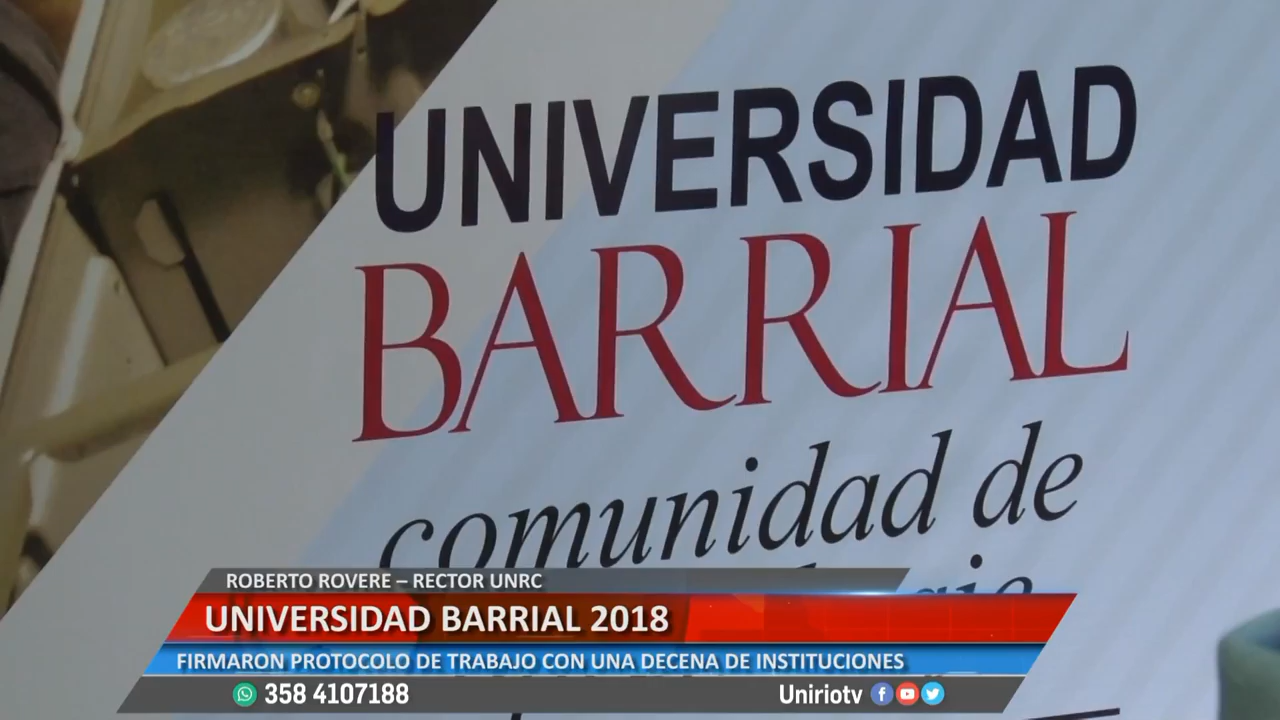 UNIVERSIDAD
BARRIAL
comunidad de
ROBERTO ROVERE – RECTOR UNRC
UNIVERSIDAD BARRIAL 2018
FIRMARON PROTOCOLO DE TRABAJO CON UNA DECENA DE INSTITUCIONES
358 4107188 Uniriotv